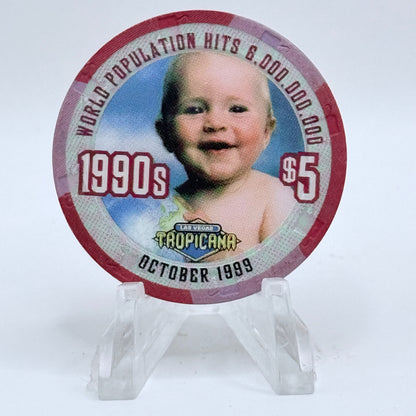 WORLD POPULATION HITS 6,000,000,000
1990s
$5
LAS VEGAS
TROPICANA
OCTOBER 1999